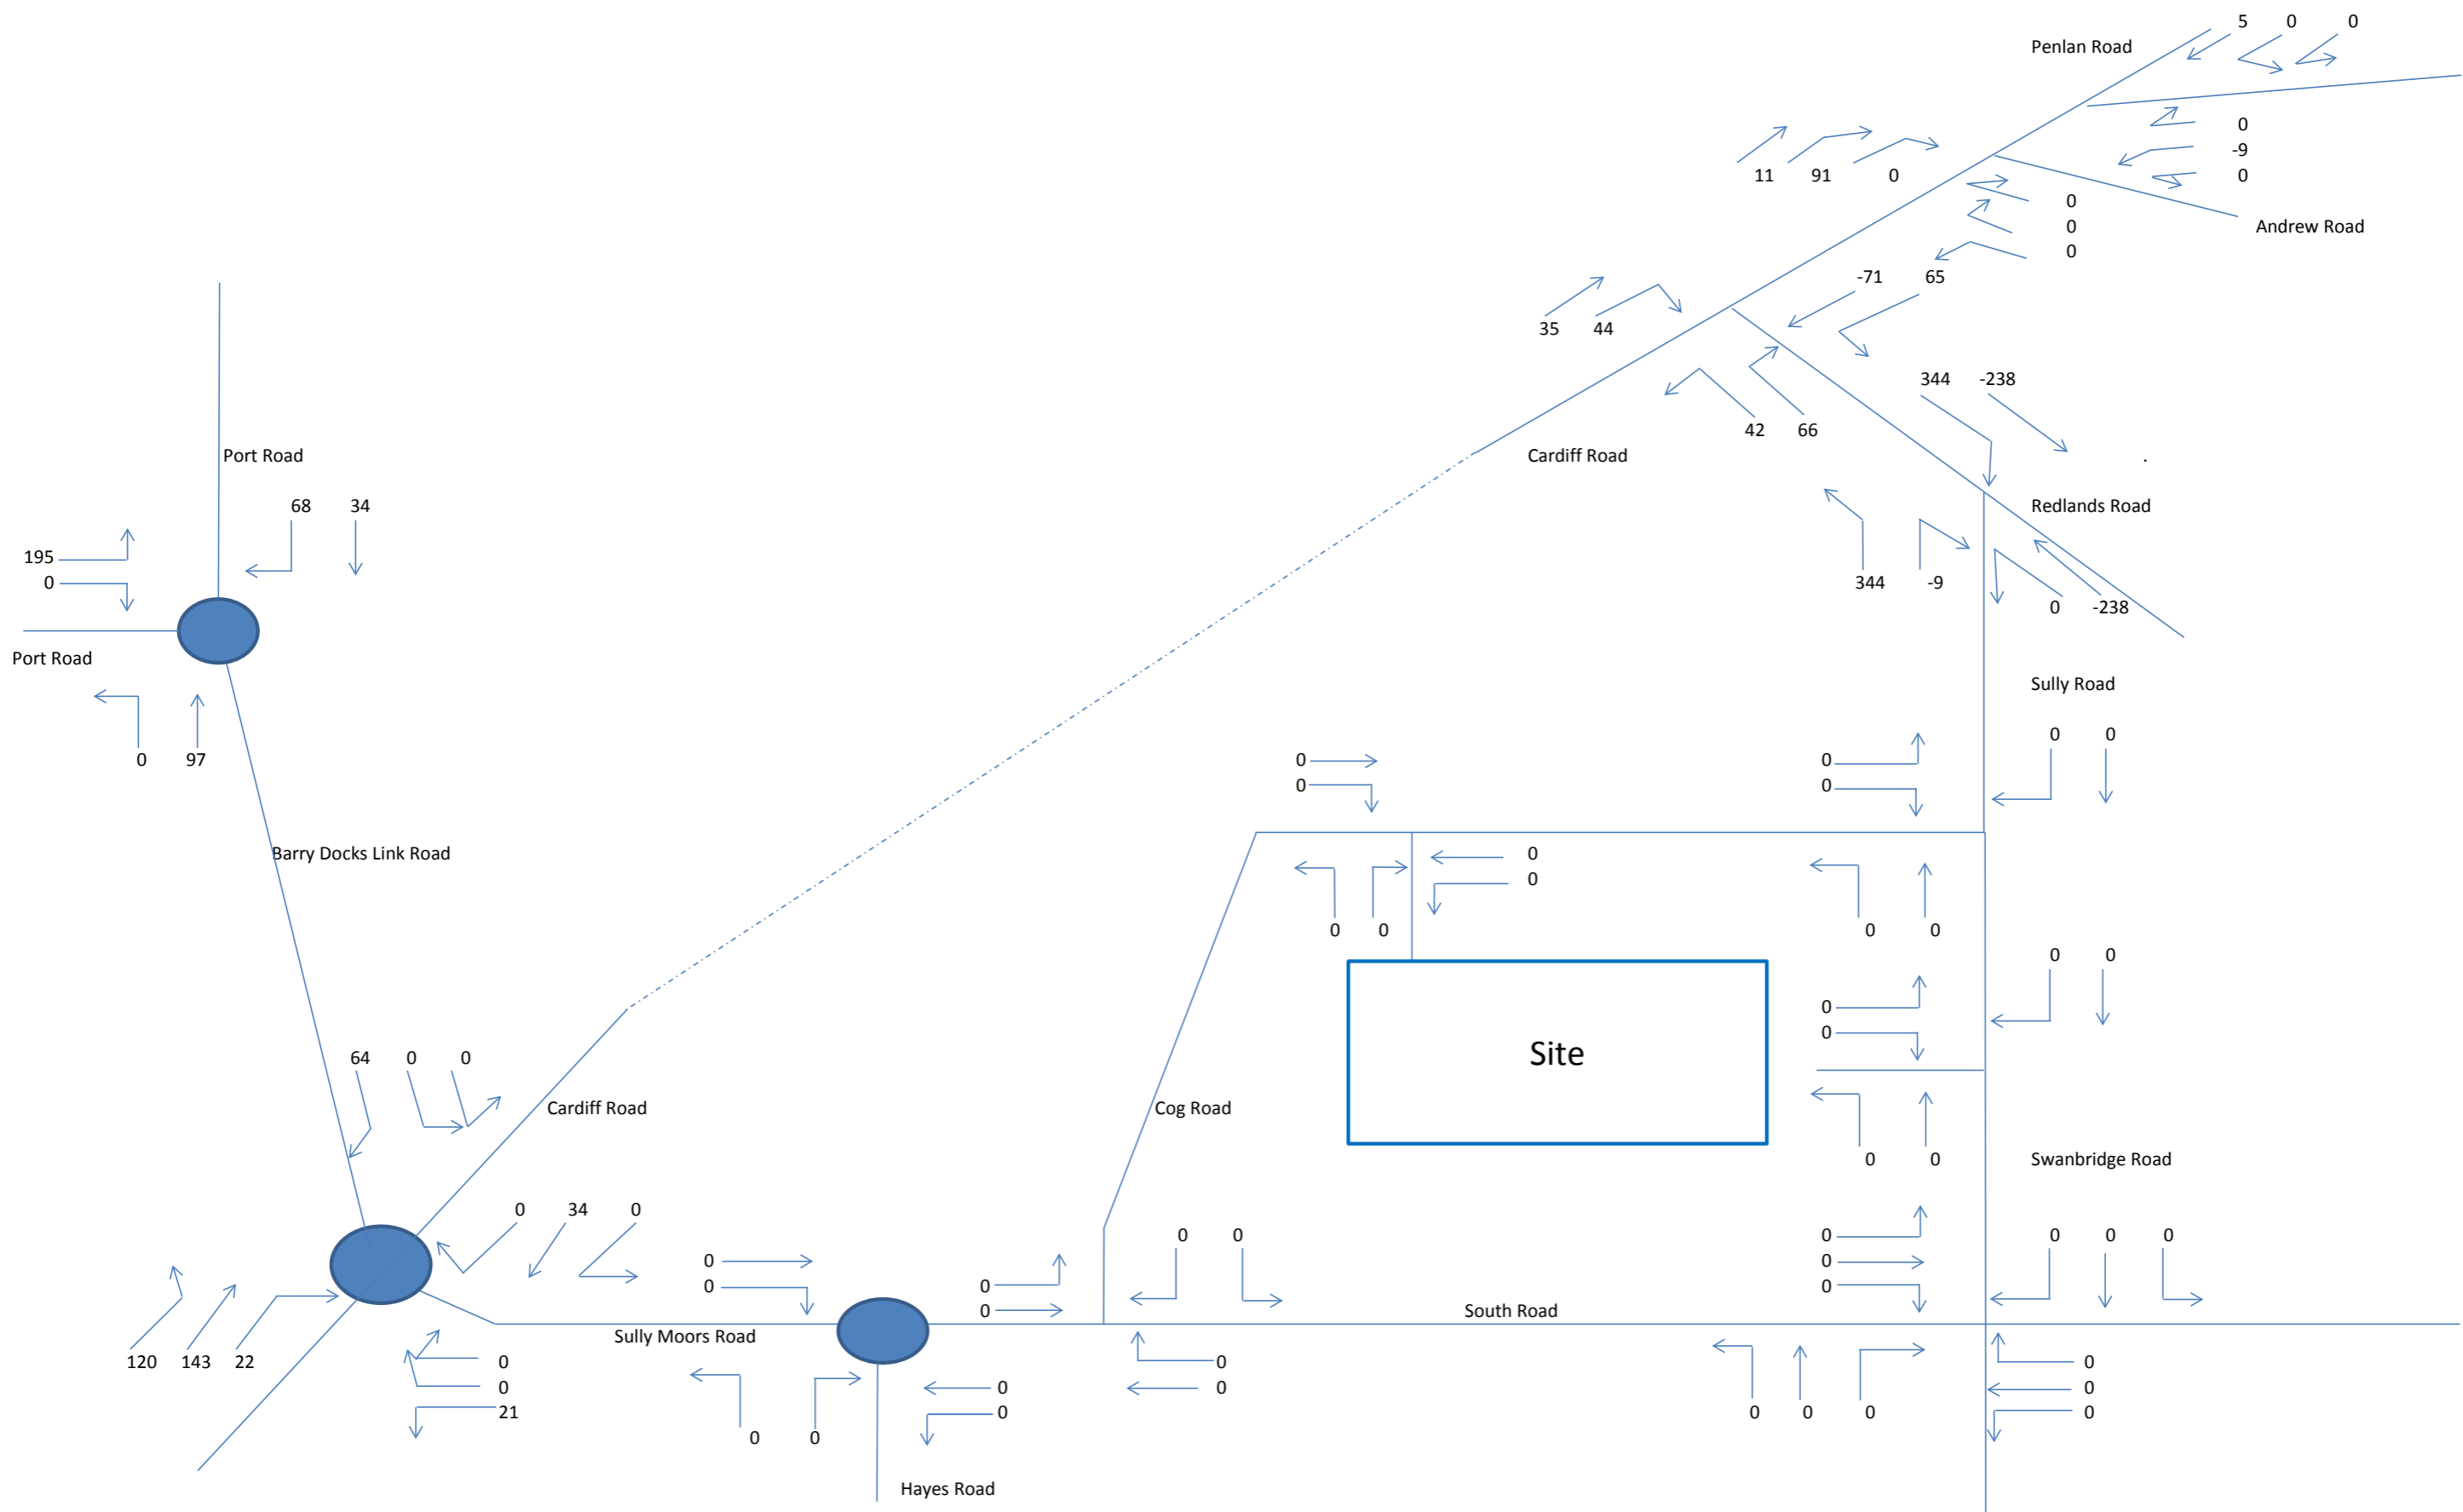 5 0 0
Penlan Road
0
-9
11 91 0
0
0
0
Andrew Road
0
-71 65
35 44
344 -238
42 66
Port Road
Cardiff Road
.
68 34
Redlands Road
195
0
344 -9
0 -238
Port Road
Sully Road
0 0
0
0
0 97
0
0
Barry Docks Link Road
0
0
0 0
0 0
0 0
0
0
Site
64 0 0
Cardiff Road
Cog Road
0 0
Swanbridge Road
0 34 0
0
0
0 0
0
0
0
0 0 0
0
0
South Road
Sully Moors Road
120 143 22
0
0
21
0
0
0
0
0
0
0
0 0
0 0 0
Hayes Road